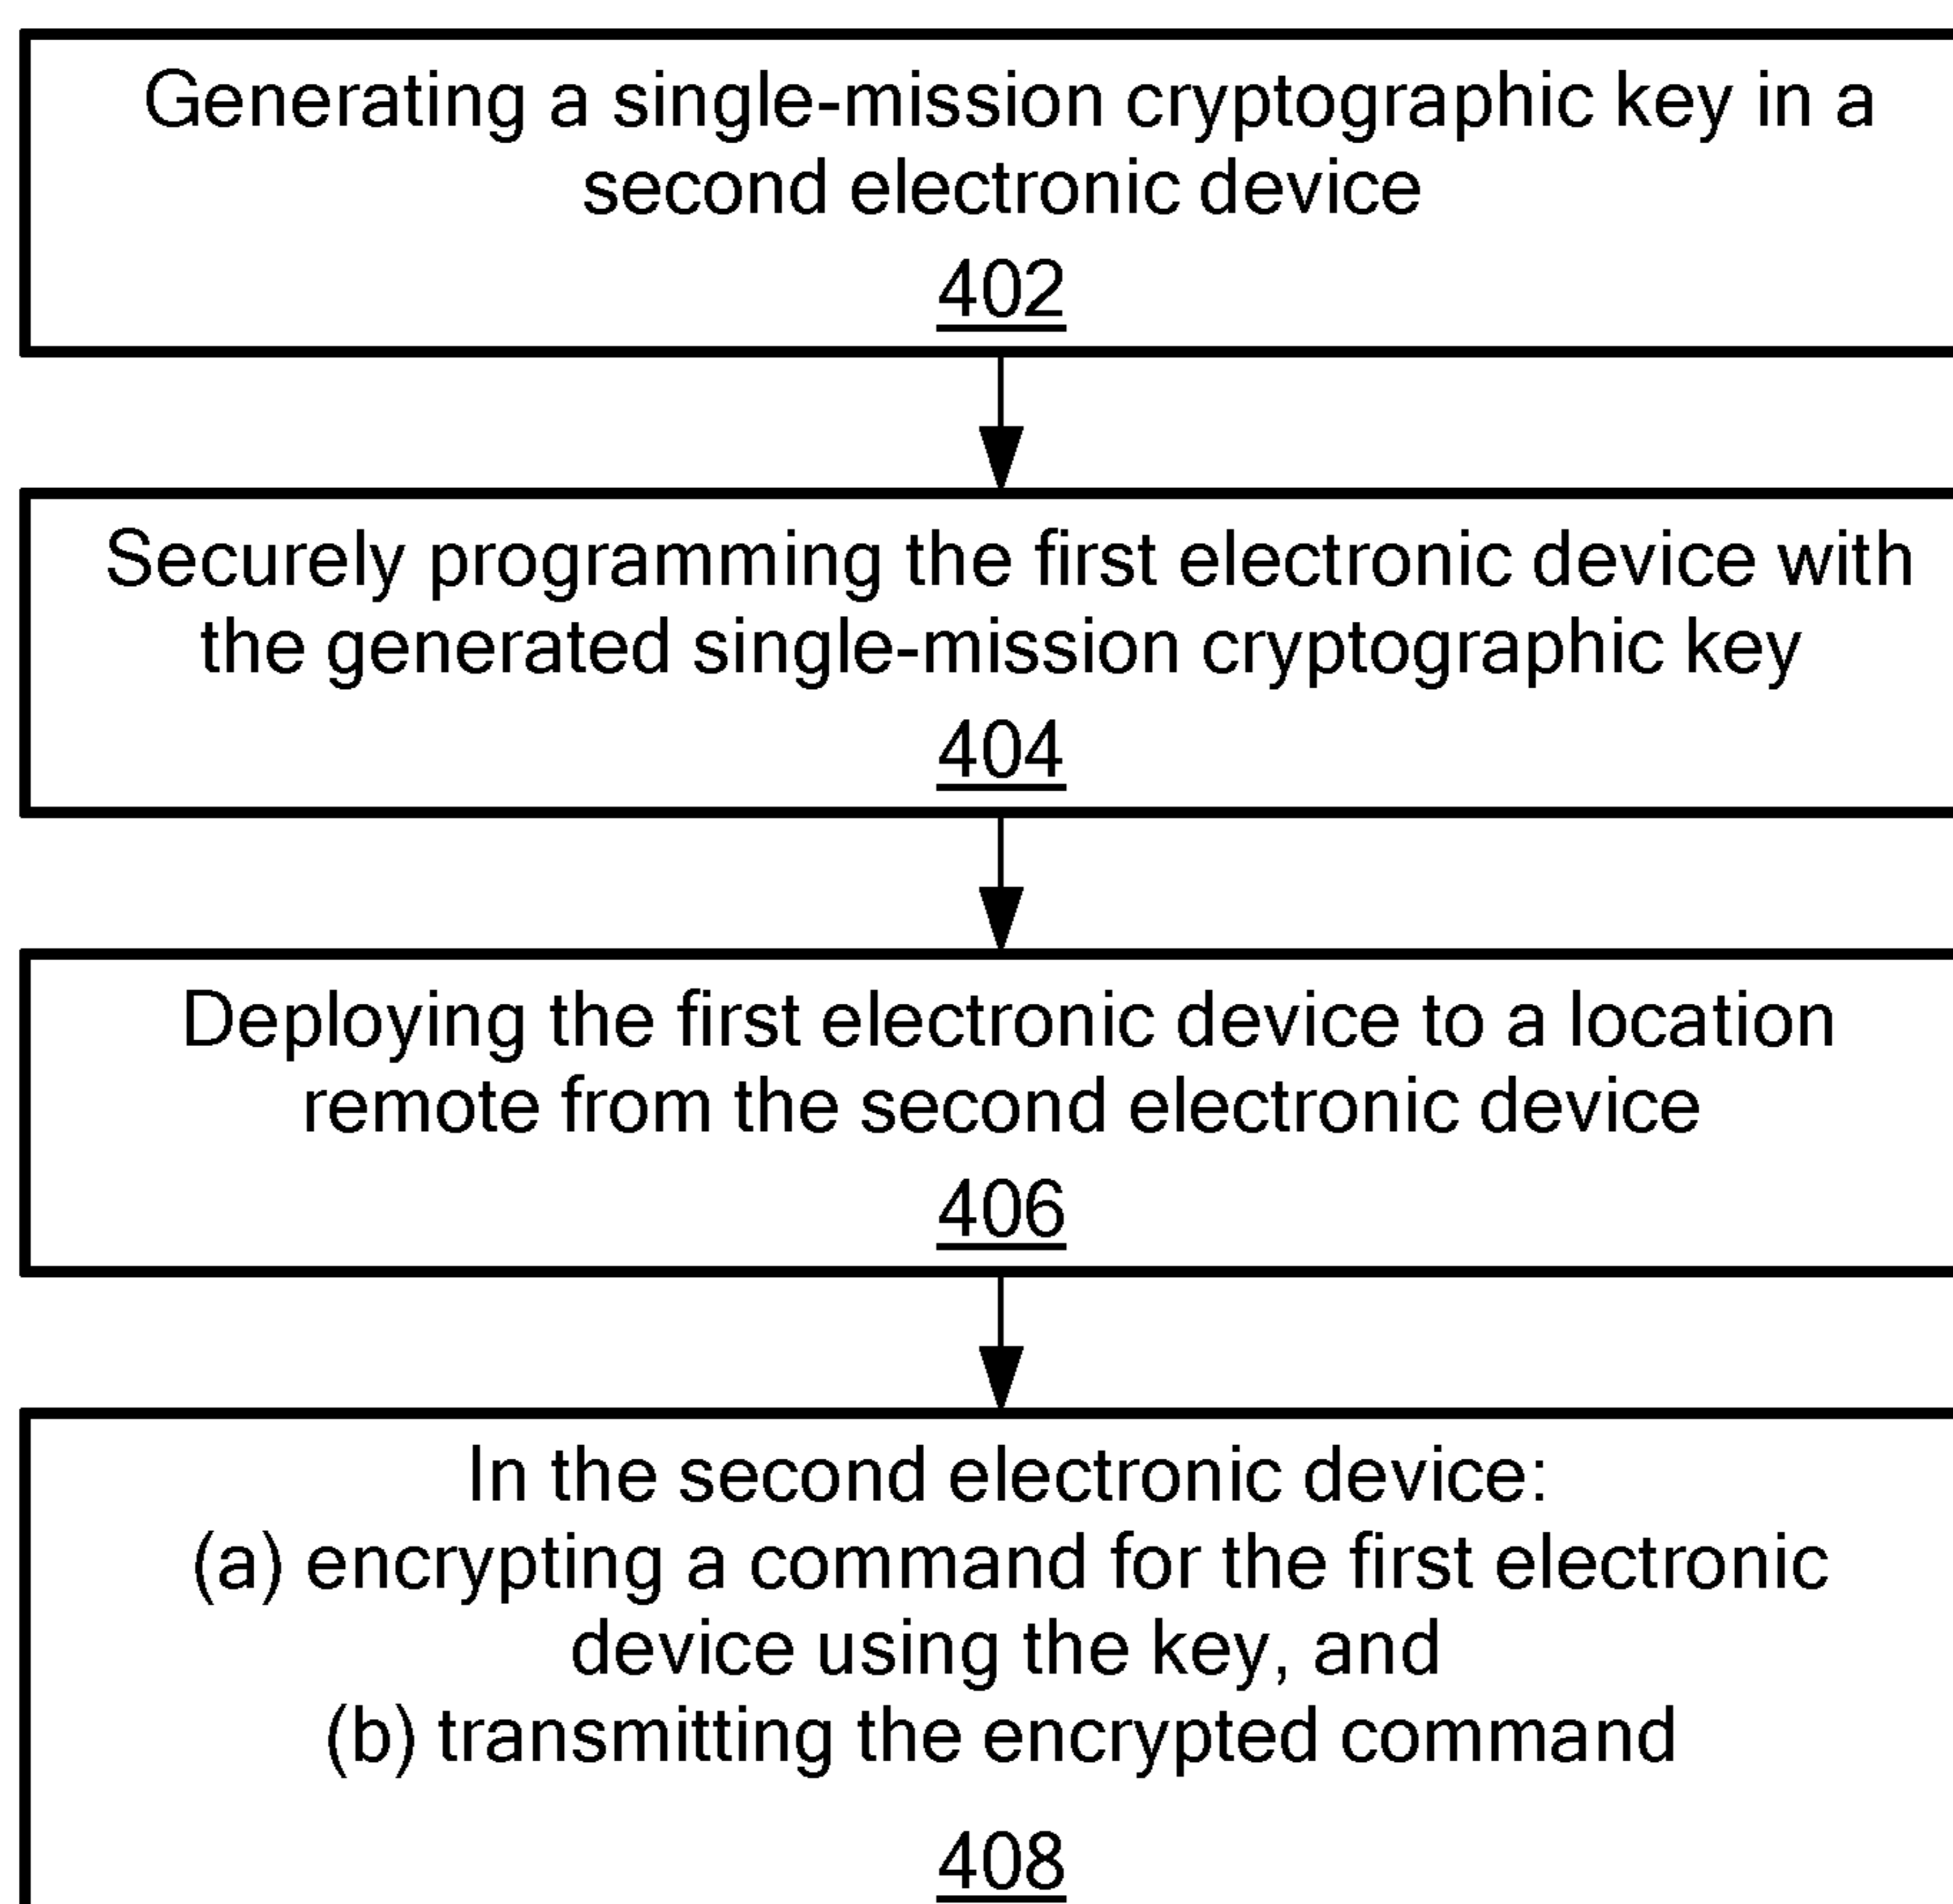 Generating a single-mission cryptographic key in a
second electronic device
402
Securely programming the first electronic device with
the generated single-mission cryptographic key
404
Deploying the first electronic device to a location
remote from the second electronic device
406
In the second electronic device:
(a) encrypting a command for the first electronic
device using the key, and
(b) transmitting the encrypted command
408